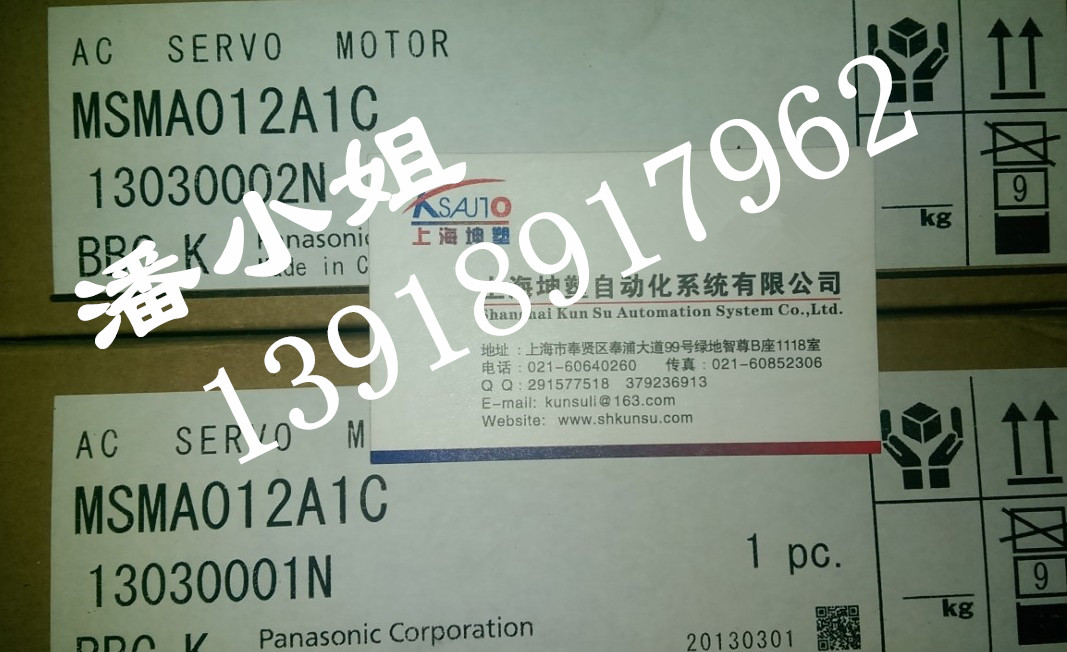 AC SERVO MOTOR
MSMA012A1C
13030002N
Panasonic
Made in C
潘小姐
13918917962
KSAUTO
上海坤塑
上海坤塑自动化系统有限公司
Shanghai Kun Su Automation System Co.,Ltd.
地址：上海市奉贤区奉浦大道99号绿地智尊B座1118室
电话：021-60640260 传真：021-60852306
Q Q：291577518 379236913
E-mail: kunsuli@163.com
Website: www.shkunsu.com
9
kg
AC SERVO M
MSMA012A1C
13030001N
1 pc.
Panasonic Corporation
20130301
9
kg